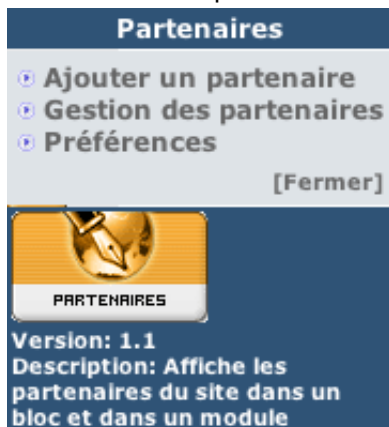 Partenaires
Ajouter un partenaire
Gestion des partenaires
Préférences
[Fermer]
PARTENAIRES
Version: 1.1
Description: Affiche les
partenaires du site dans un
bloc et dans un module